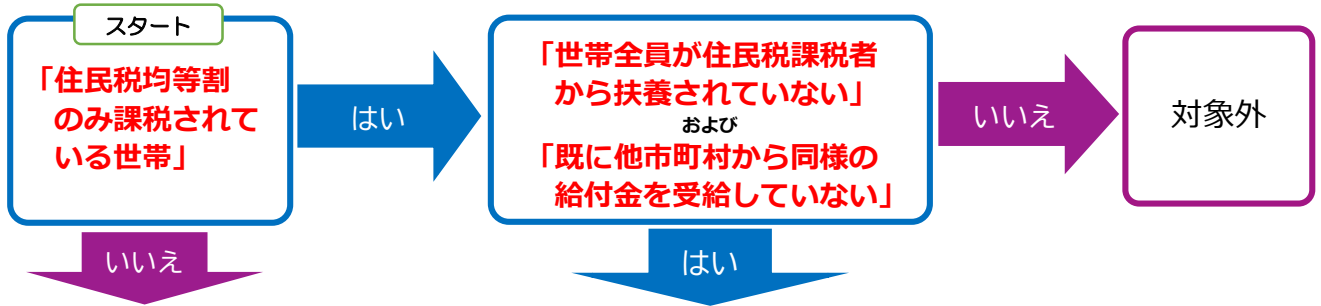 スタート
「住民税均等割
のみ課税されて
いる世帯」
はい
「世帯全員が住民税課税者
から扶養されていない」
および
「既に他市町村から同様の
給付金を受給していない」
いいえ
対象外
いいえ
はい